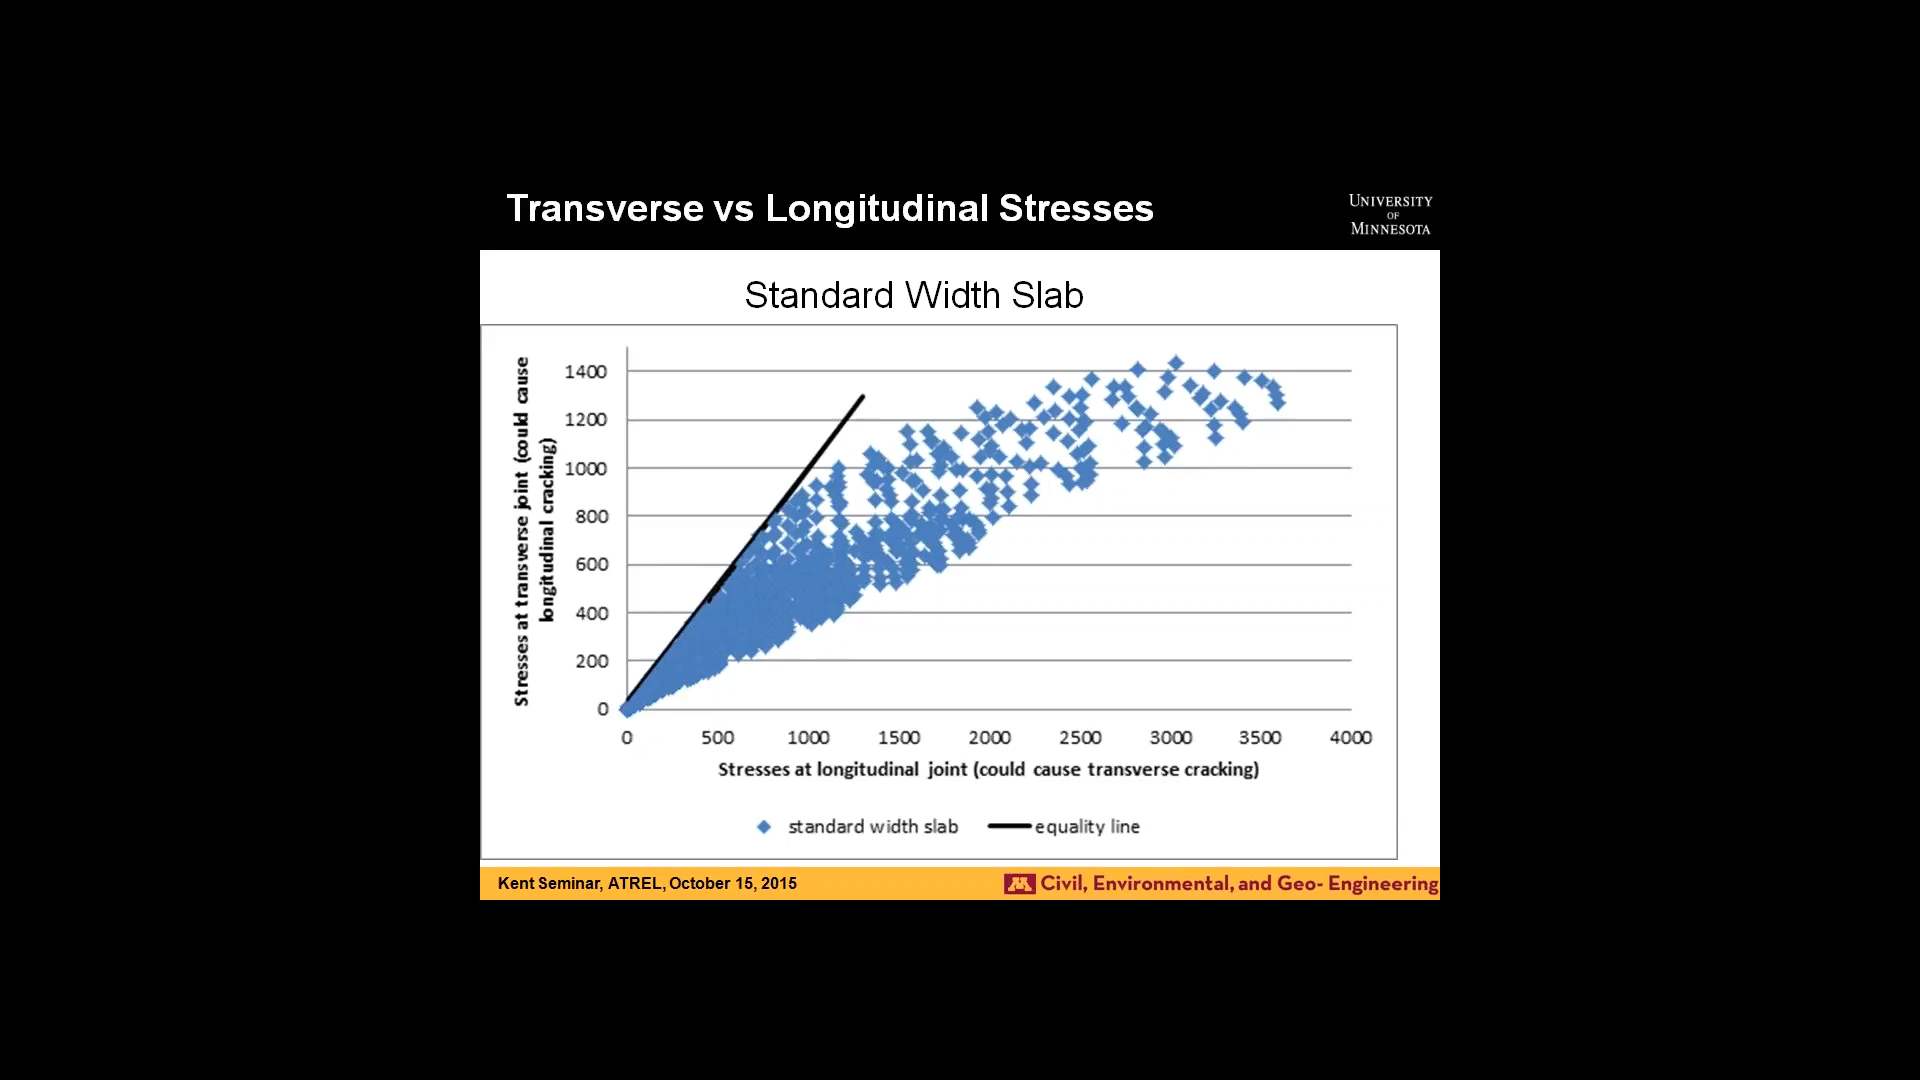 Transverse vs Longitudinal Stresses
UNIVERSITY
OF
MINNESOTA
Standard Width Slab
Stresses at transverse joint (could cause
longitudinal cracking)
1400
1200
1000
800
600
400
200
0
0 500 1000 1500 2000 2500 3000 3500 4000
Stresses at longitudinal joint (could cause transverse cracking)
standard width slab equality line
Kent Seminar, ATREL, October 15, 2015
M Civil, Environmental, and Geo- Engineering